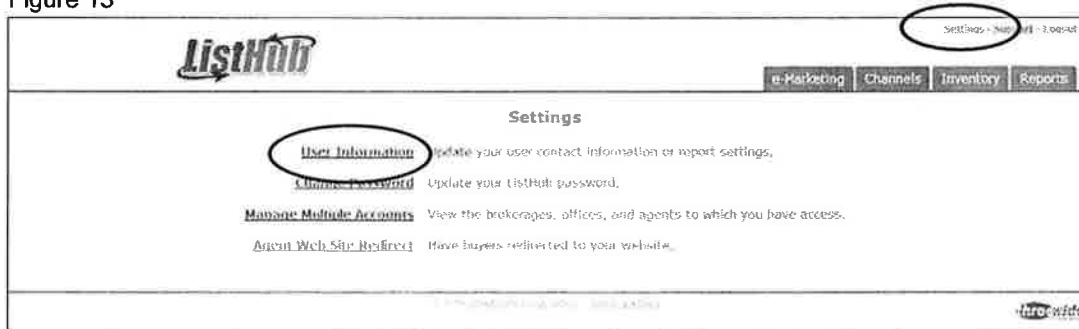 Figure 13
Settings - Support - Logout
ListHub
e-Marketing Channels Inventory Reports
Settings
User Information Update your user contact information or report settings.
Change Password Update your ListHub password.
Manage Multiple Accounts View the brokerages, offices, and agents to which you have access.
Agent Web Site Redirect Have buyers redirected to your website.